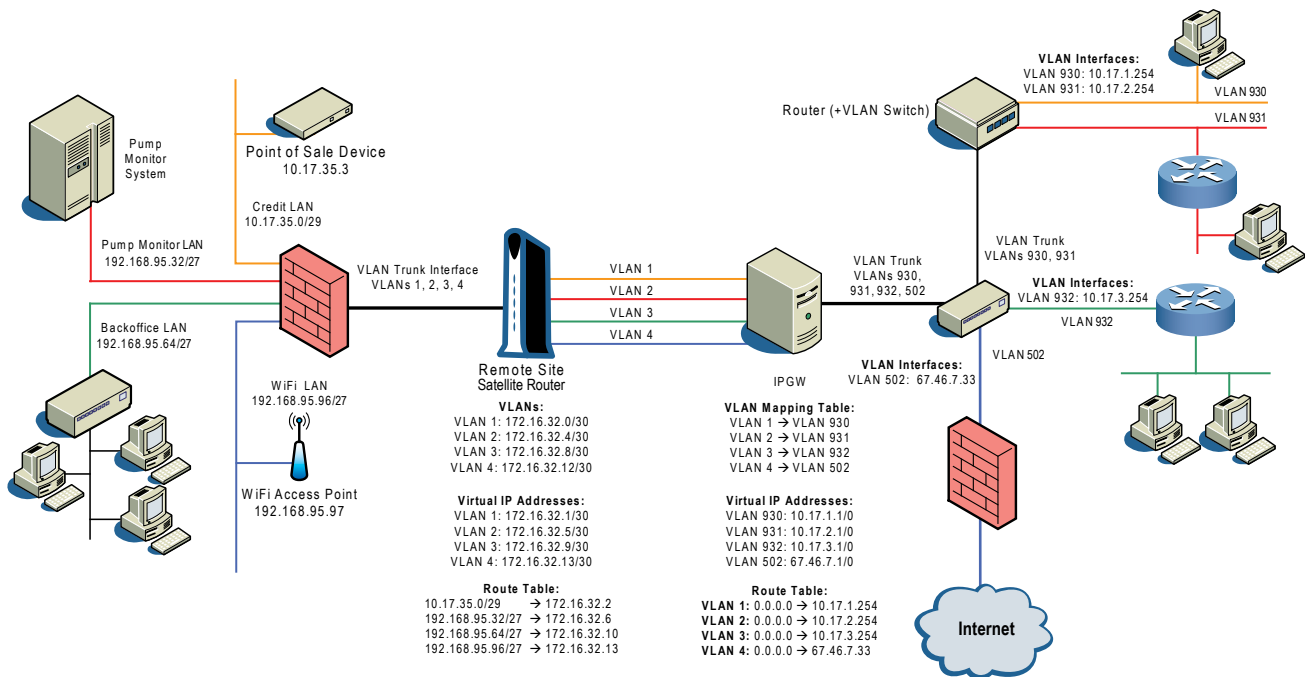 Pump
Monitor
System
Point of Sale Device
10.17.35.3
Credit LAN
10.17.35.0/29
Pump Monitor LAN
192.168.95.32/27
Backoffice LAN
192.168.95.64/27
WiFi LAN
192.168.95.96/27
WiFi Access Point
192.168.95.97
VLAN Trunk Interface
VLANs 1, 2, 3, 4
Remote Site
Satellite Router
VLANs:
VLAN 1: 172.16.32.0/30
VLAN 2: 172.16.32.4/30
VLAN 3: 172.16.32.8/30
VLAN 4: 172.16.32.12/30
Virtual IP Addresses:
VLAN 1: 172.16.32.1/30
VLAN 2: 172.16.32.5/30
VLAN 3: 172.16.32.9/30
VLAN 4: 172.16.32.13/30
Route Table:
10.17.35.0/29 → 172.16.32.2
192.168.95.32/27 → 172.16.32.6
192.168.95.64/27 → 172.16.32.10
192.168.95.96/27 → 172.16.32.13
VLAN 1
VLAN 2
VLAN 3
VLAN 4
IPGW
VLAN Mapping Table:
VLAN 1 → VLAN 930
VLAN 2 → VLAN 931
VLAN 3 → VLAN 932
VLAN 4 → VLAN 502
Virtual IP Addresses:
VLAN 930: 10.17.1.1/0
VLAN 931: 10.17.2.1/0
VLAN 932: 10.17.3.1/0
VLAN 502: 67.46.7.1/0
Route Table:
VLAN 1: 0.0.0.0 → 10.17.1.254
VLAN 2: 0.0.0.0 → 10.17.2.254
VLAN 3: 0.0.0.0 → 10.17.3.254
VLAN 4: 0.0.0.0 → 67.46.7.33
VLAN Trunk
VLANs 930,
931, 932, 502
Router (+VLAN Switch)
VLAN Interfaces:
VLAN 930: 10.17.1.254
VLAN 931: 10.17.2.254
VLAN 930
VLAN 931
VLAN Trunk
VLANs 930, 931
VLAN Interfaces:
VLAN 932: 10.17.3.254
VLAN 932
VLAN 502
VLAN Interfaces:
VLAN 502: 67.46.7.33
Internet